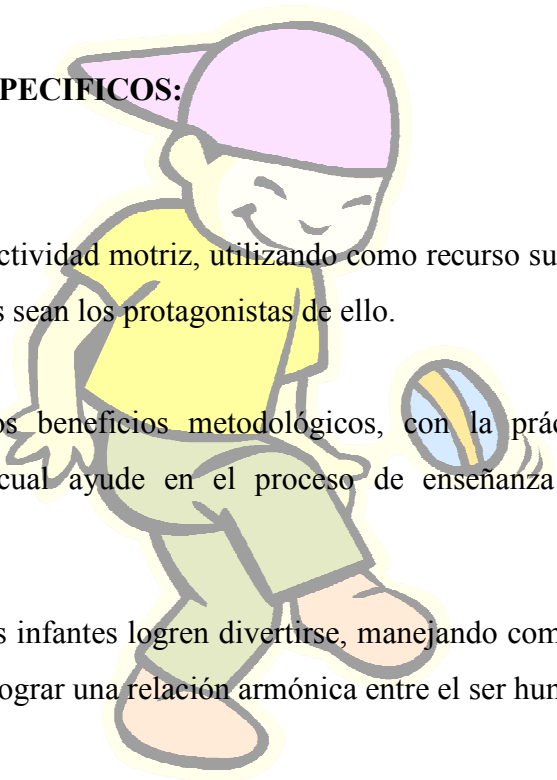 PECIFICOS:
ctividad motriz, utilizando como recurso su
s sean los protagonistas de ello.
os beneficios metodológicos, con la prác
cual ayude en el proceso de enseñanza
s infantes logren divertirse, manejando com
ograr una relación armónica entre el ser hun